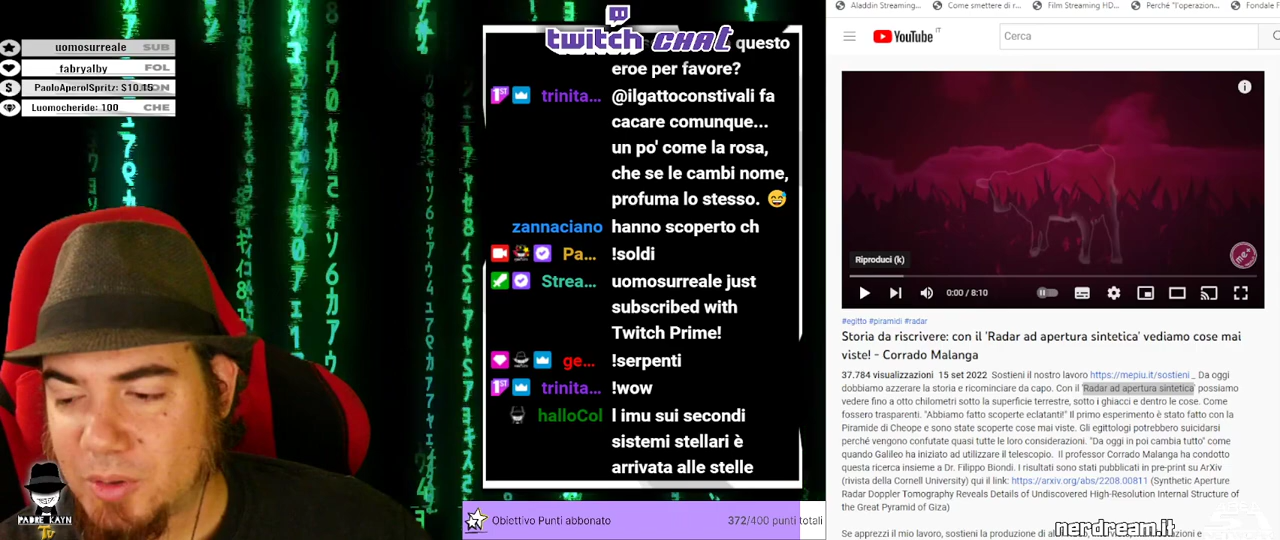 uomosurreale SUB
fabryalby FOL
PaoloAperolSpritz: $10.15
Luomocheride: 100 CHE
PADRE KAYN
TV
twitch CHAT questo
eroe per favore?
trinita... @ilgattoconstivali fa
cacare comunque...
un po' come la rosa,
che se le cambi nome,
profuma lo stesso.
zannaciano hanno scoperto ch
Pa... !soldi
Strea... uomosurreale just
subscribed with
Twitch Prime!
ge... !serpenti
trinita... !wow
halloCol l imu sui secondi
sistemi stellari è
arrivata alle stelle
Obiettivo Punti abbonato 372/400 punti totali
Aladdin Streaming... Come smettere di r... Film Streaming HD... Perché "l'operazion... Fondale
YouTube IT Cerca
Riproduci (k)
0:00 / 8:10
#egitto #piramidi #radar
Storia da riscrivere: con il 'Radar ad apertura sintetica' vediamo cose mai
viste! - Corrado Malanga
37.784 visualizzazioni 15 set 2022 Sostieni il nostro lavoro https://mepiu.it/sostieni_ Da oggi
dobbiamo azzerare la storia e ricominciare da capo. Con il 'Radar ad apertura sintetica' possiamo
vedere fino a otto chilometri sotto la superficie terrestre, sotto i ghiacci e dentro le cose. Come
fossero trasparenti. "Abbiamo fatto scoperte eclatanti!" Il primo esperimento è stato fatto con la
Piramide di Cheope e sono state scoperte cose mai viste. Gli egittologi potrebbero suicidarsi
perché vengono confutate quasi tutte le loro considerazioni. "Da oggi in poi cambia tutto" come
quando Galileo ha iniziato ad utilizzare il telescopio. Il professor Corrado Malanga ha condotto
questa ricerca insieme a Dr. Filippo Biondi. I risultati sono stati pubblicati in pre-print su ArXiv
(rivista della Cornell University) qui il link: https://arxiv.org/abs/2208.00811 (Synthetic Aperture
Radar Doppler Tomography Reveals Details of Undiscovered High-Resolution Internal Structure of
the Great Pyramid of Giza)
nerdream.it
Se apprezzi il mio lavoro, sostieni la produzione di